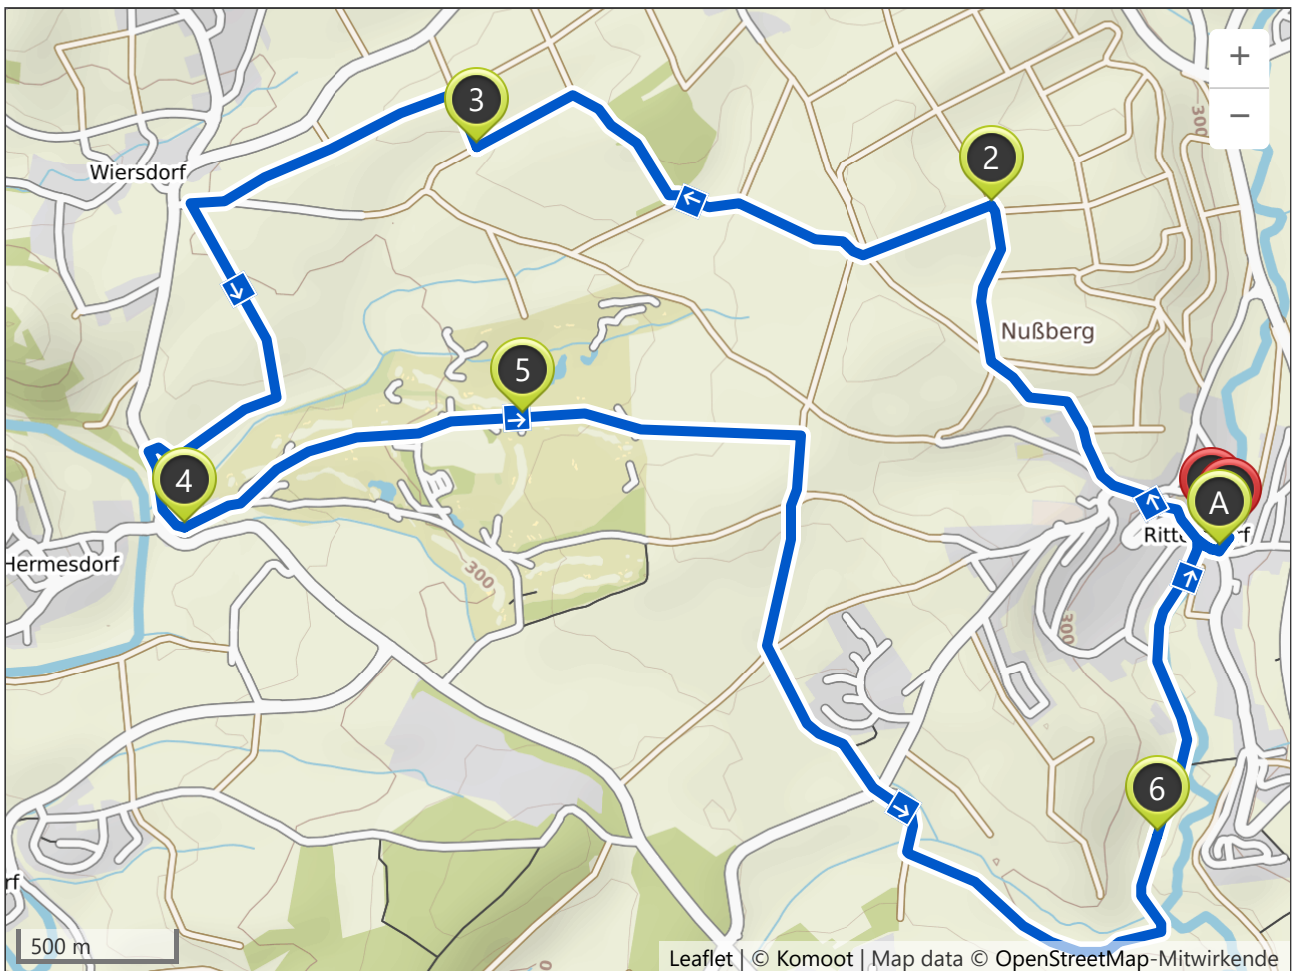 3
+
−
300
2
Wiersdorf
Nußberg
5
4
A
Hermesdorf
300
300
6
500 m
Leaflet | © Komoot | Map data © OpenStreetMap-Mitwirkende